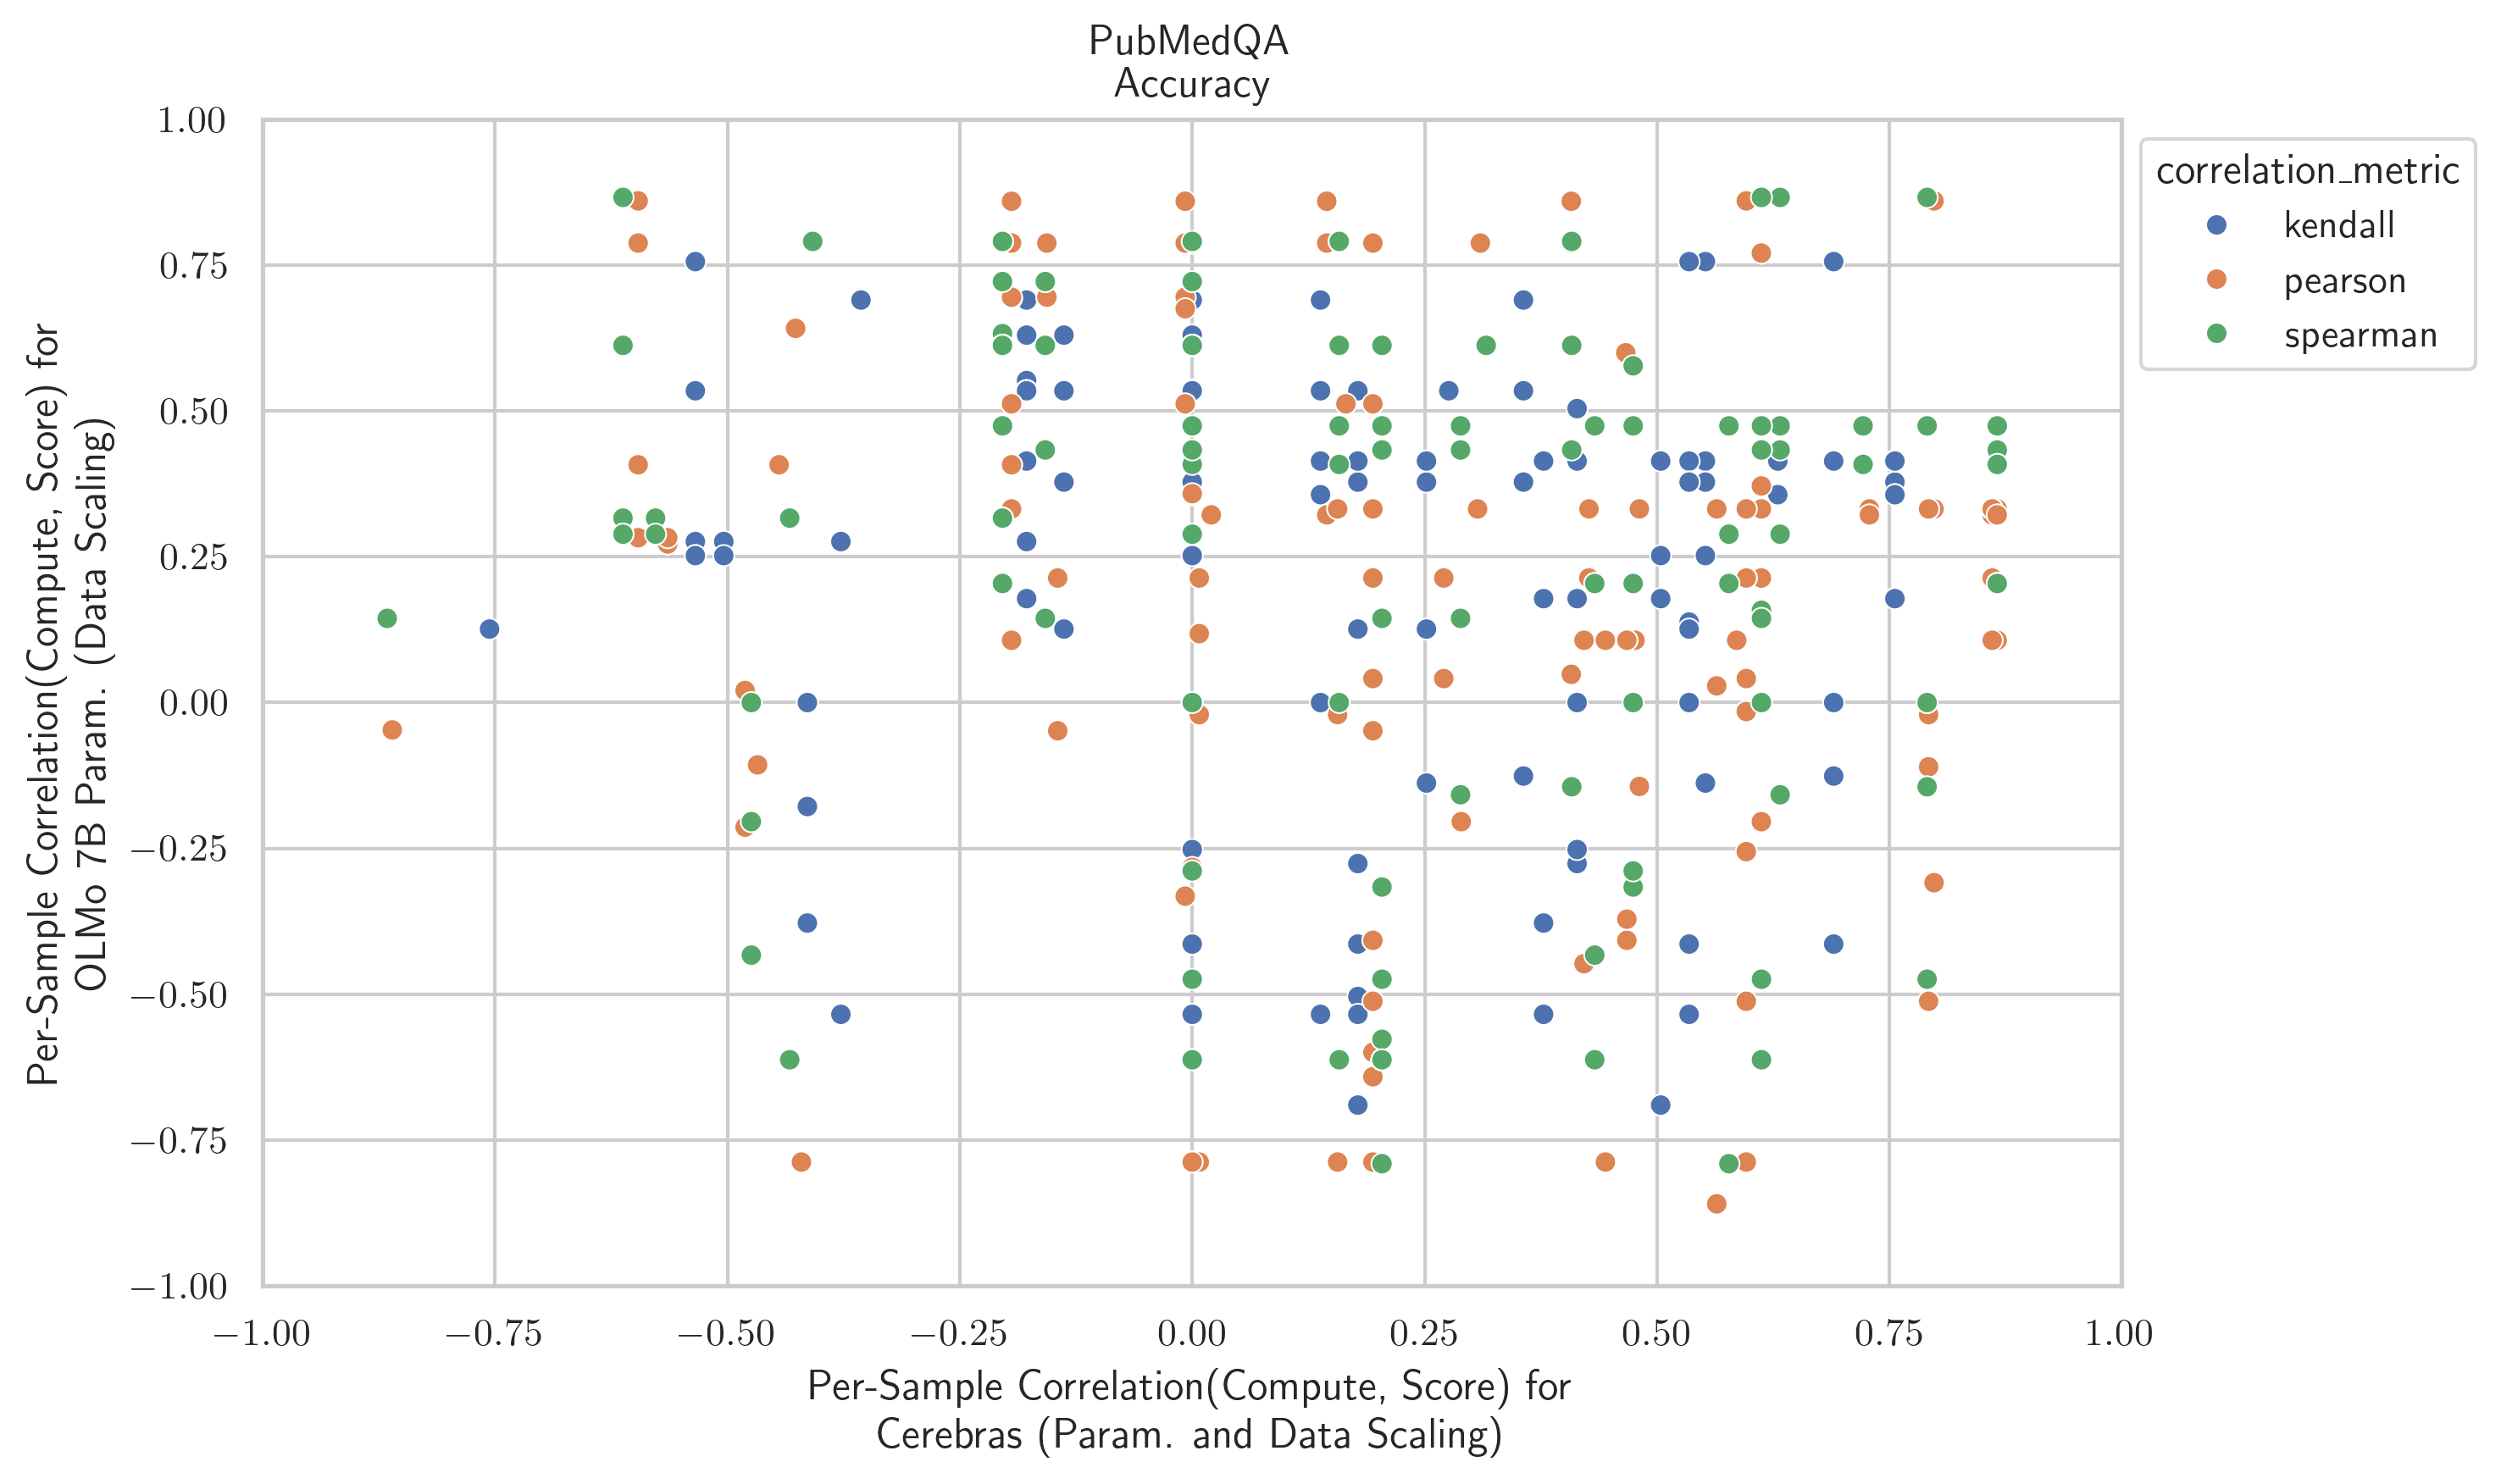 PubMedQA
Accuracy
1.00
0.75
0.50
0.25
0.00
−0.25
−0.50
−0.75
−1.00
Per-Sample Correlation(Compute, Score) for
OLMo 7B Param. (Data Scaling)
−1.00 −0.75 −0.50 −0.25 0.00 0.25 0.50 0.75 1.00
Per-Sample Correlation(Compute, Score) for
Cerebras (Param. and Data Scaling)
correlation_metric
kendall
pearson
spearman